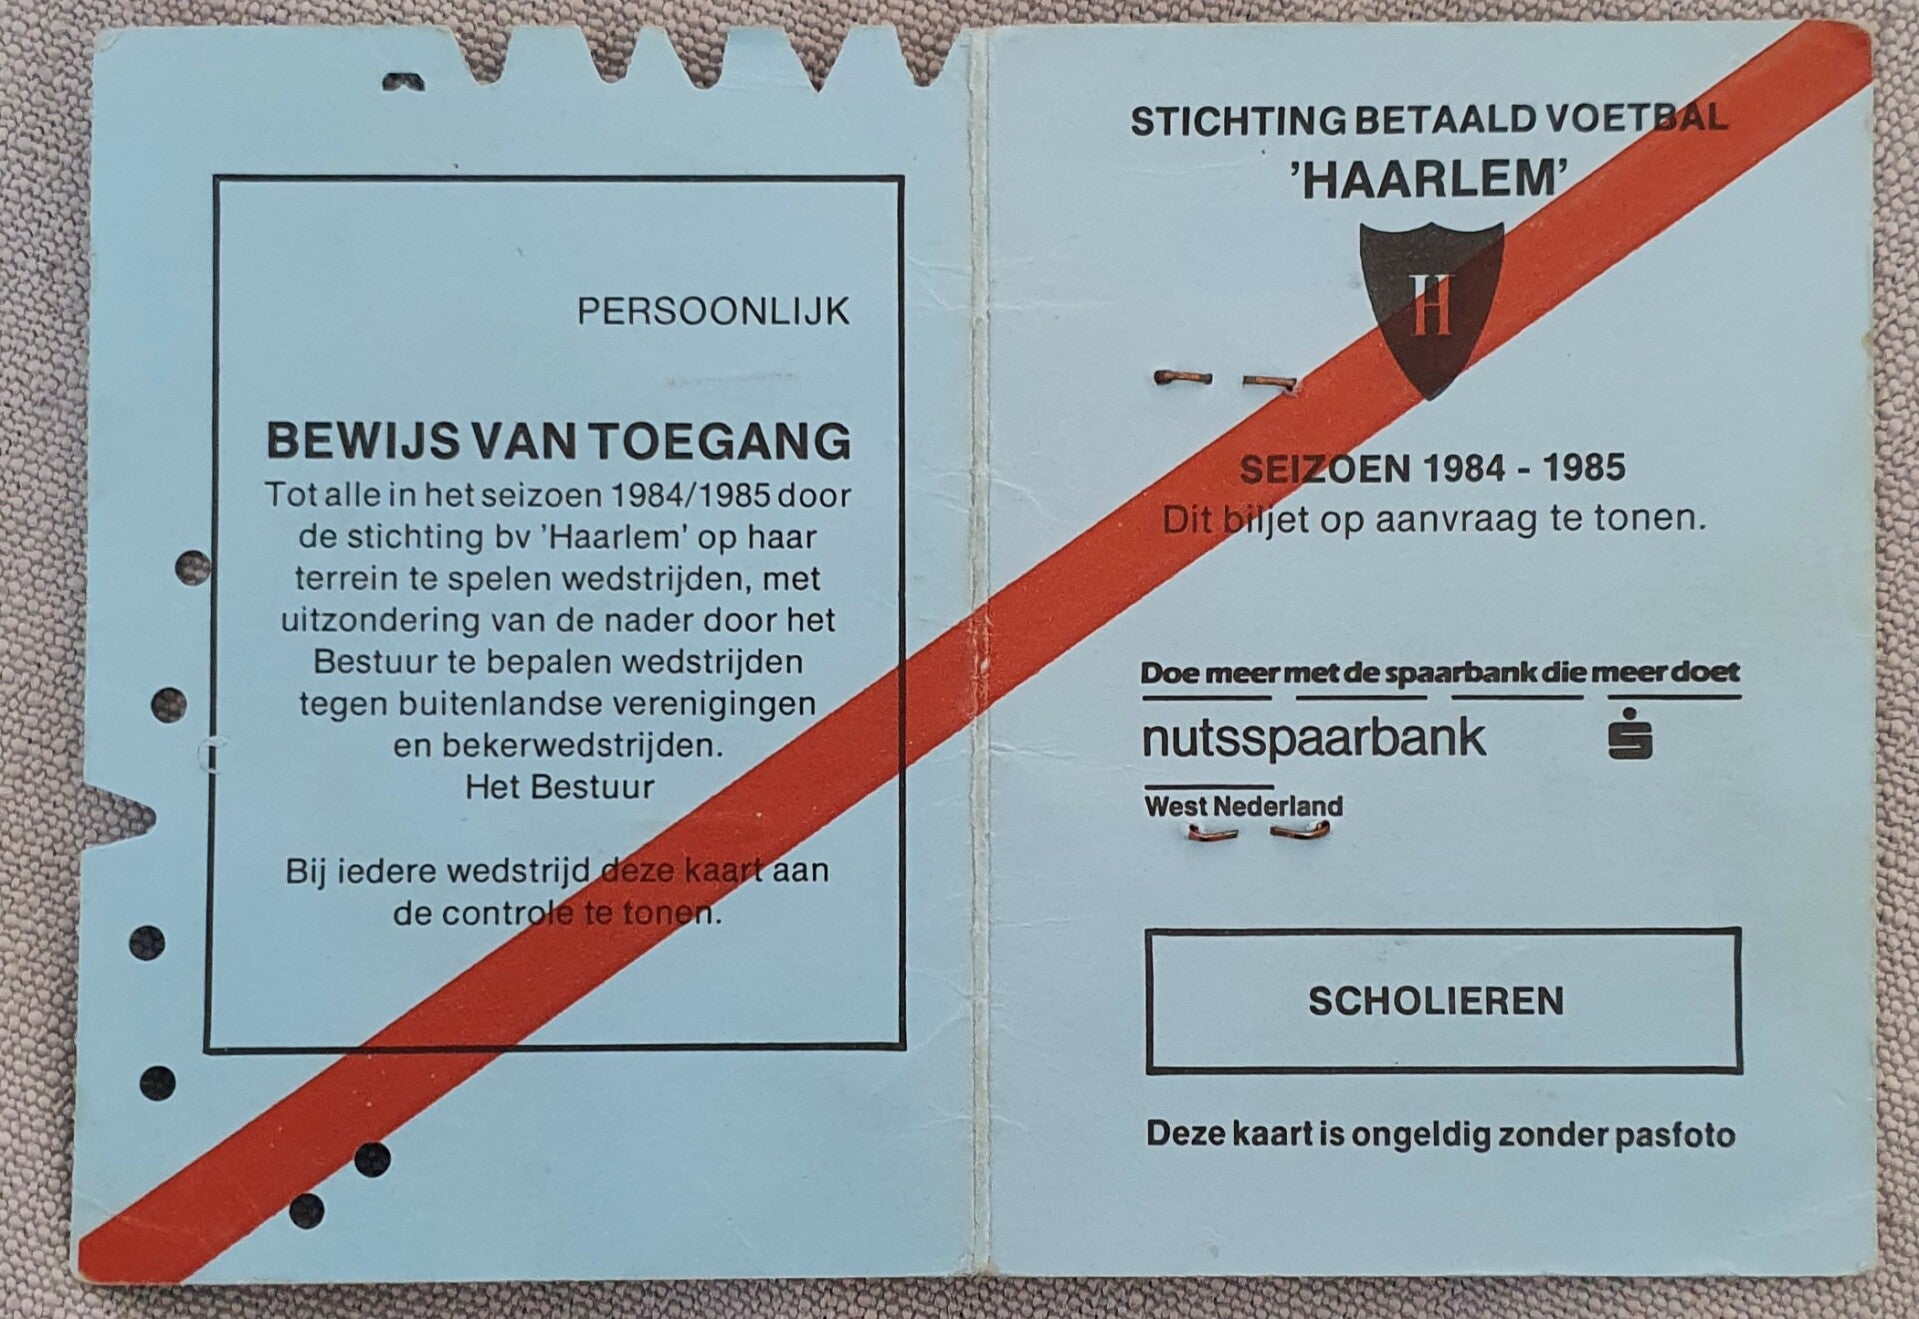 PERSOONLIJK
BEWIJS VAN TOEGANG
Tot alle in het seizoen 1984/1985 door
de stichting bv 'Haarlem' op haar
terrein te spelen wedstrijden, met
uitzondering van de nader door het
Bestuur te bepalen wedstrijden
tegen buitenlandse verenigingen
en bekerwedstrijden.
Het Bestuur
Bij iedere wedstrijd deze kaart aan
de controle te tonen.
STICHTING BETAALD VOETBAL
'HAARLEM'
H
SEIZOEN 1984 - 1985
Dit biljet op aanvraag te tonen.
Doe meer met de spaarbank die meer doet
nutsspaarbank
West Nederland
SCHOLIEREN
Deze kaart is ongeldig zonder pasfoto